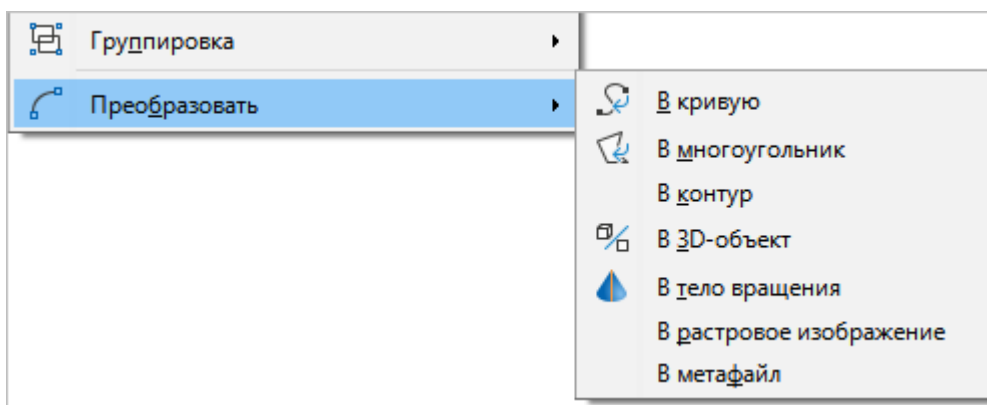 Группировка
Преобразовать
В кривую
В многоугольник
В контур
В 3D-объект
В тело вращения
В растровое изображение
В метафайл